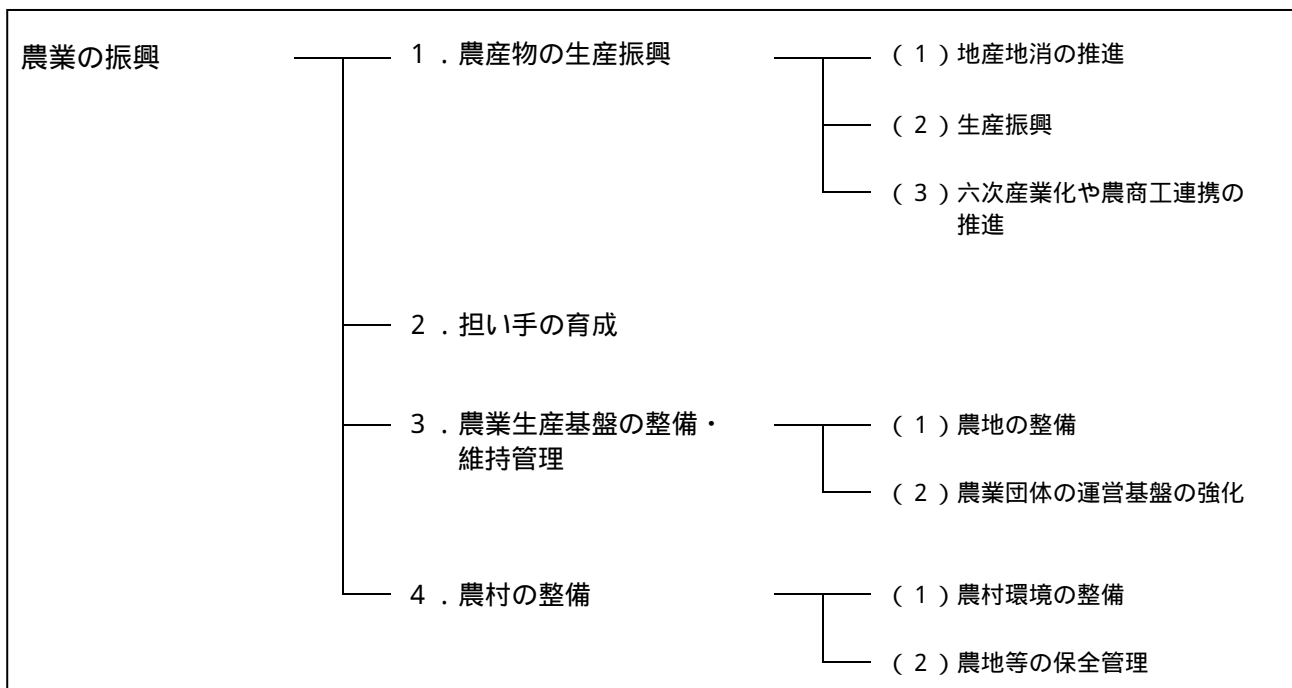 農業の振興
1．農産物の生産振興
（1）地産地消の推進
（2）生産振興
（3）六次産業化や農商工連携の
推進
2．担い手の育成
3．農業生産基盤の整備・
維持管理
（1）農地の整備
（2）農業団体の運営基盤の強化
4．農村の整備
（1）農村環境の整備
（2）農地等の保全管理